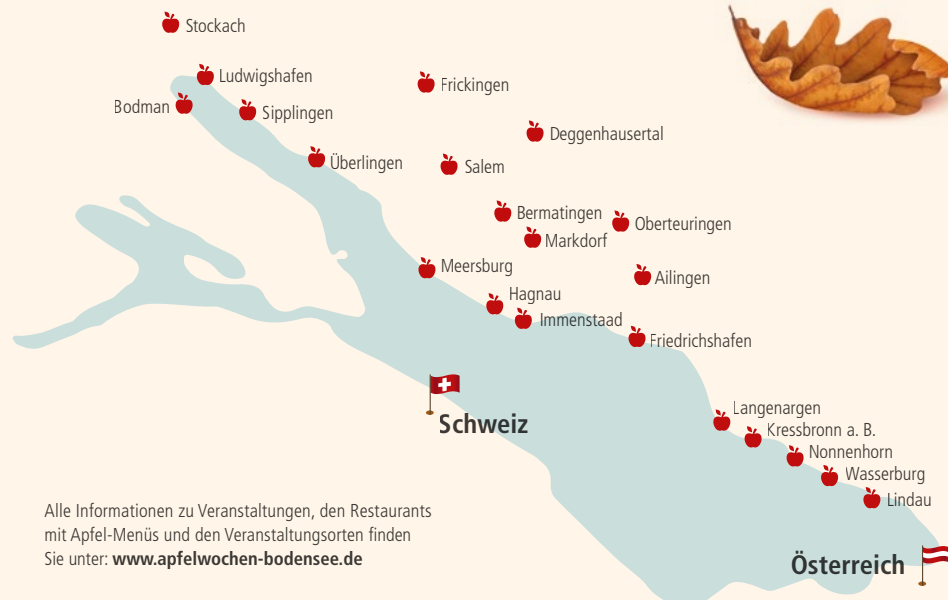 Stockach
Ludwigshafen
Frickingen
Bodman
Sipplingen
Deggenhausertal
Überlingen
Salem
Bermatingen
Oberteuringen
Markdorf
Meersburg
Ailingen
Hagnau
Immenstaad
Friedrichshafen
Schweiz
Langenargen
Kressbronn a. B.
Nonnenhorn
Wasserburg
Lindau
Alle Informationen zu Veranstaltungen, den Restaurants
mit Apfel-Menüs und den Veranstaltungsorten finden
Sie unter: www.apfelwochen-bodensee.de
Österreich